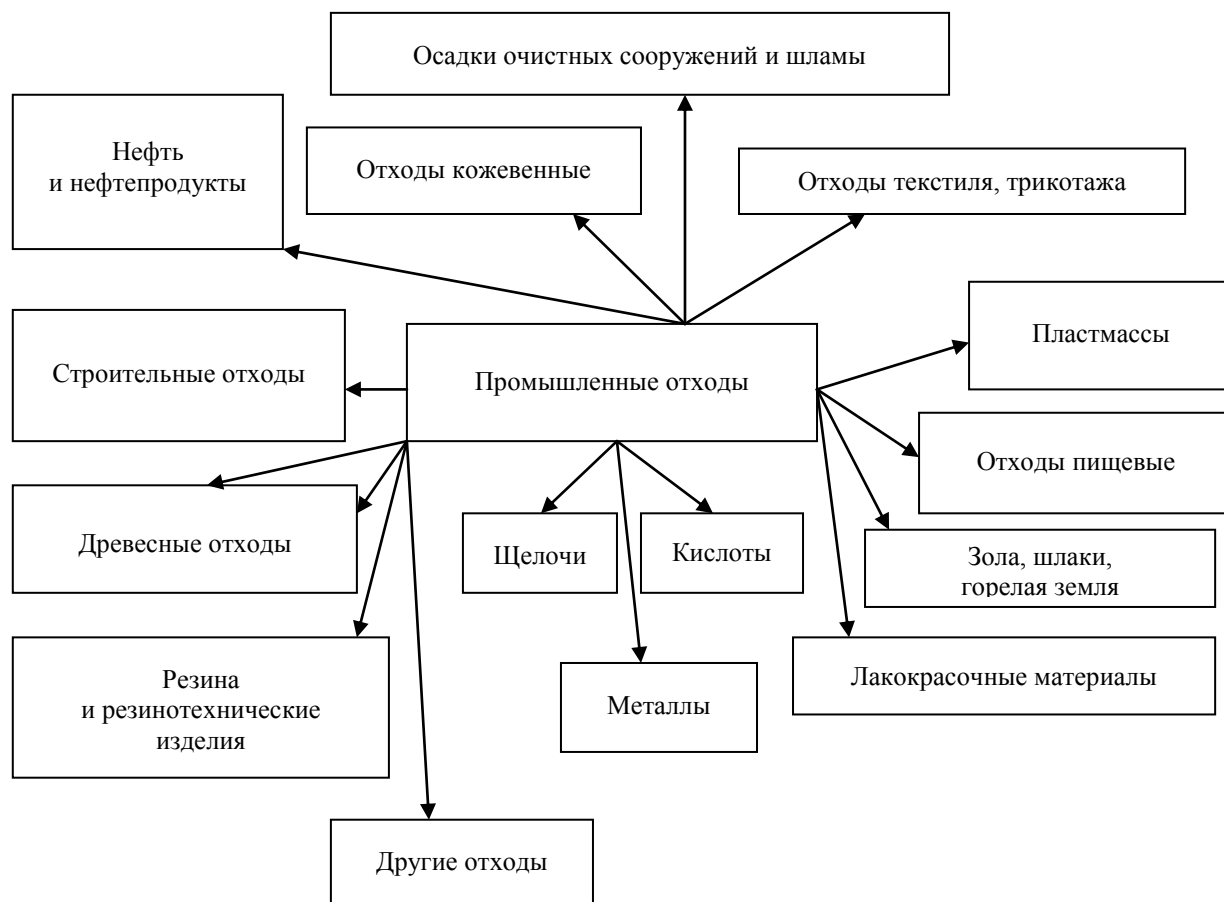 Осадки очистных сооружений и шламы
Нефть
и нефтепродукты
Отходы кожевенные
Отходы текстиля, трикотажа
Пластмассы
Строительные отходы
Промышленные отходы
Отходы пищевые
Древесные отходы
Щелочи
Кислоты
Зола, шлаки,
горелая земля
Резина
и резинотехнические
изделия
Металлы
Лакокрасочные материалы
Другие отходы